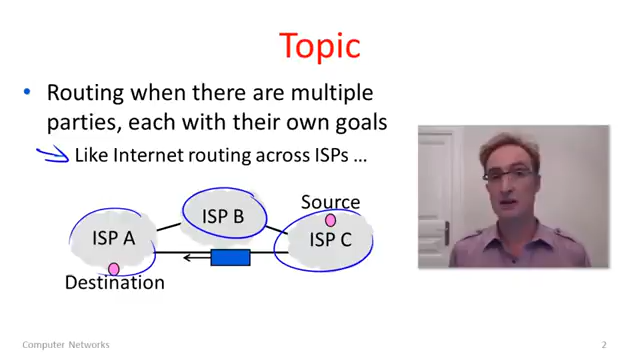 Topic
• Routing when there are multiple
parties, each with their own goals
Like Internet routing across ISPs ...
Source
ISP B
ISP A
ISP C
Destination
Computer Networks
2